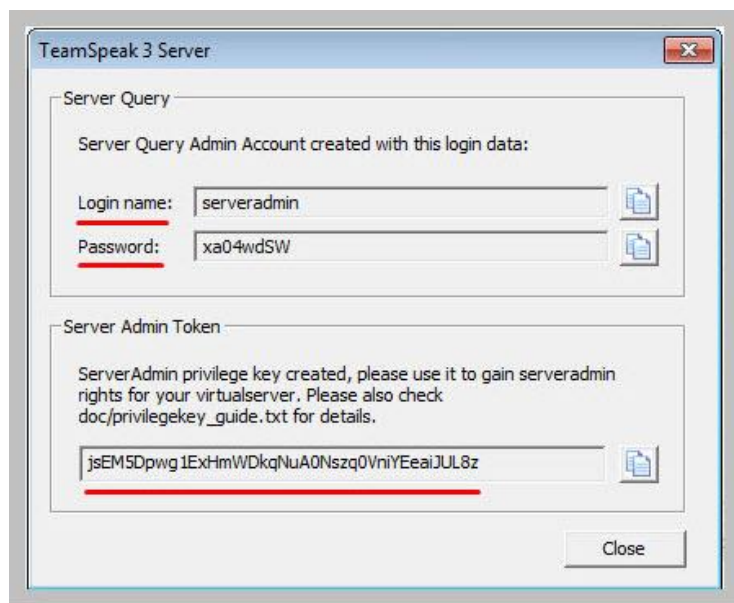 TeamSpeak 3 Server
Server Query
Server Query Admin Account created with this login data:
Login name: serveradmin
Password: xa04wdSW
Server Admin Token
ServerAdmin privilege key created, please use it to gain serveradmin
rights for your virtualserver. Please also check
doc/privilegekey_guide.txt for details.
jsEM5Dpwg1ExHmWDkqNuA0Nszq0VniYEeaiJUL8z
Close